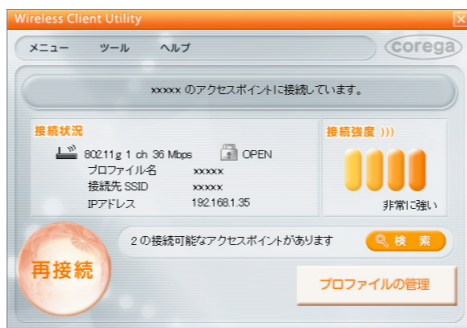 Wireless Client Utility
メニュー ツール ヘルプ
corega
xxxxx のアクセスポイントに接続しています。
接続状況
802.11g 1 ch 36 Mbps OPEN
プロファイル名 xxxxx
接続先 SSID xxxxx
IPアドレス 192.168.1.35
接続強度 )))
非常に強い
2 の接続可能なアクセスポイントがあります
検 索
再接続
プロファイルの管理